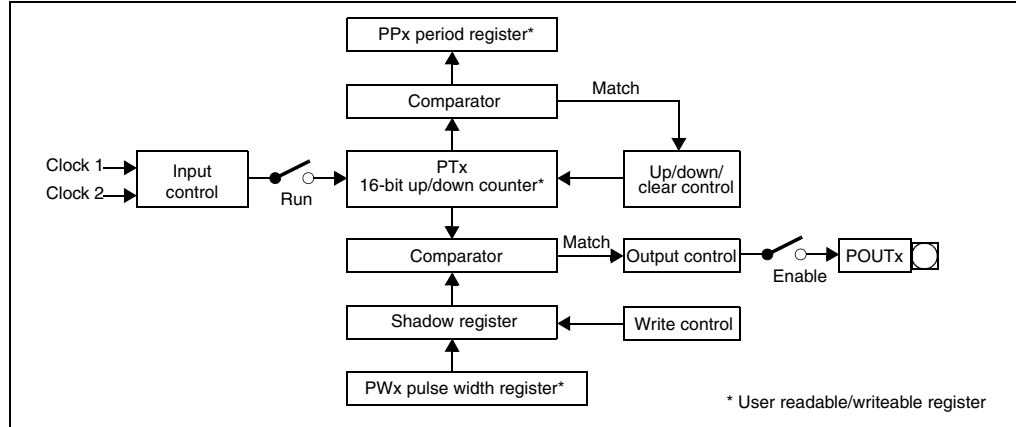 PPx period register*
Comparator
Match
Clock 1
Clock 2
Input
control
Run
PTx
16-bit up/down counter*
Up/down/
clear control
Comparator
Match
Output control
Enable
POUTx
Shadow register
Write control
PWx pulse width register*
* User readable/writeable register